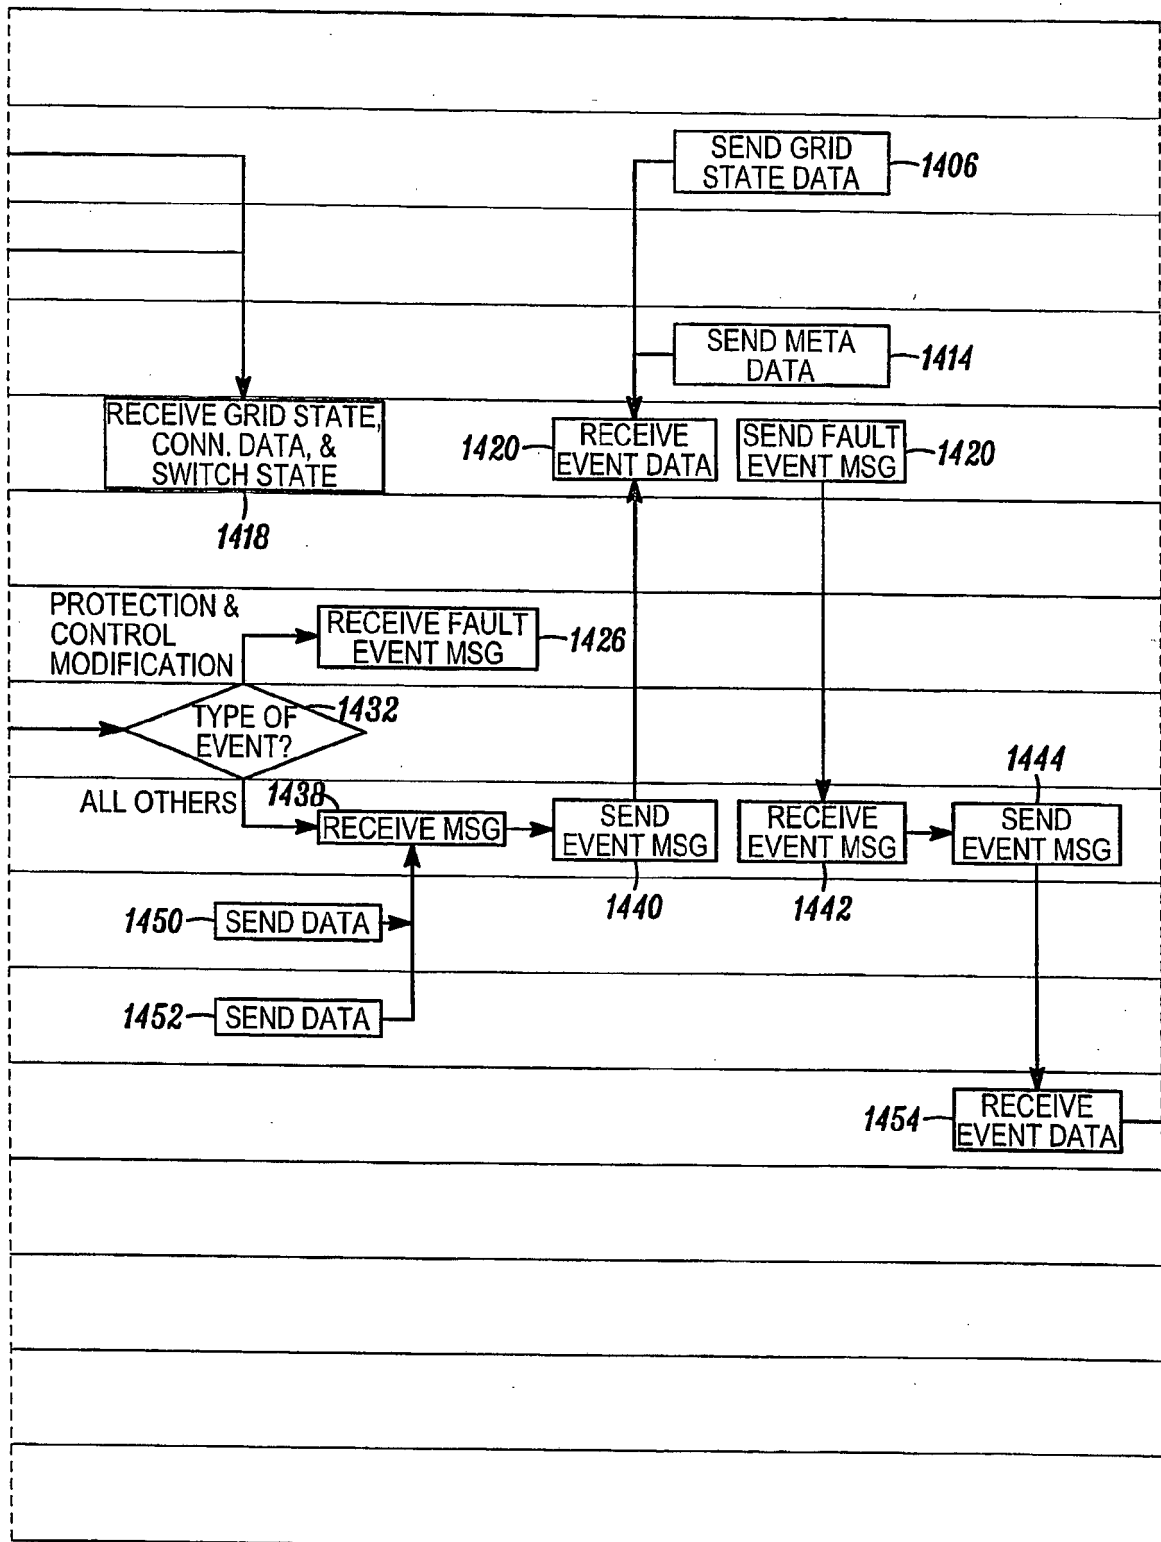 SEND GRID
STATE DATA
1406
SEND META
DATA
1414
RECEIVE GRID STATE,
CONN. DATA, &
SWITCH STATE
1418
1420
RECEIVE
EVENT DATA
SEND FAULT
EVENT MSG
1420
PROTECTION &
CONTROL
MODIFICATION
RECEIVE FAULT
EVENT MSG
1426
TYPE OF
EVENT?
1432
ALL OTHERS
1438
RECEIVE MSG
SEND
EVENT MSG
1440
RECEIVE
EVENT MSG
1442
1444
SEND
EVENT MSG
1450
SEND DATA
1452
SEND DATA
1454
RECEIVE
EVENT DATA